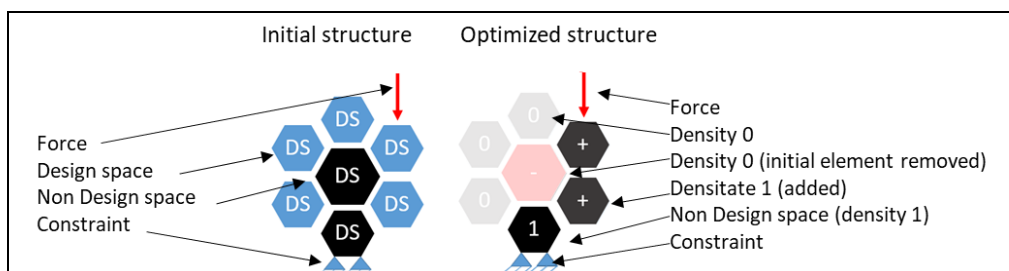 Initial structure
Optimized structure
DS
DS
DS
DS
DS
DS
DS
Force
Design space
Non Design space
Constraint
0
0
+
-
0
+
1
Force
Density 0
Density 0 (initial element removed)
Densitate 1 (added)
Non Design space (density 1)
Constraint